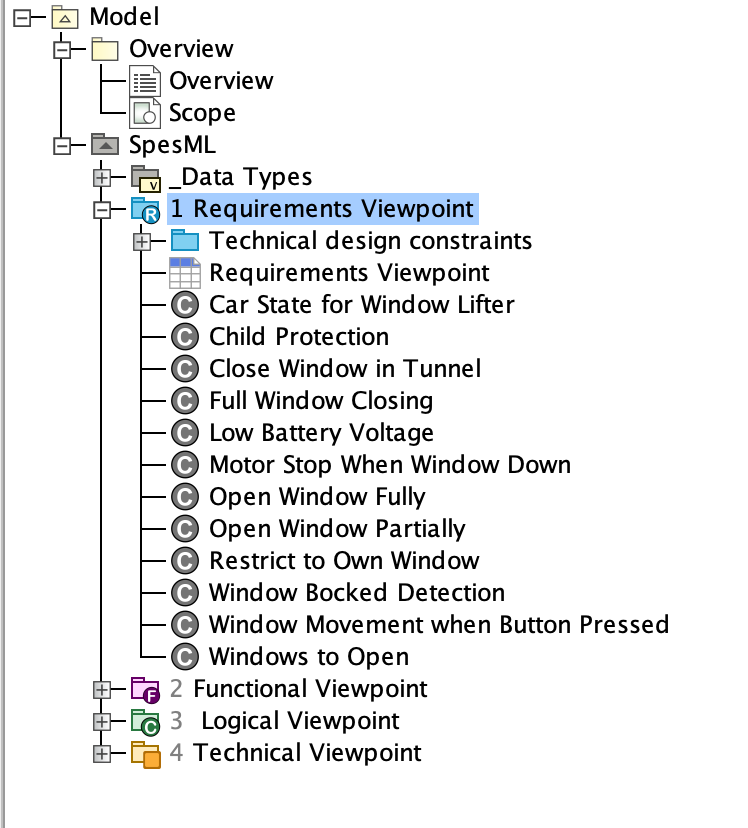 Model
Overview
Overview
Scope
SpesML
_Data Types
1 Requirements Viewpoint
Technical design constraints
Requirements Viewpoint
Car State for Window Lifter
Child Protection
Close Window in Tunnel
Full Window Closing
Low Battery Voltage
Motor Stop When Window Down
Open Window Fully
Open Window Partially
Restrict to Own Window
Window Bocked Detection
Window Movement when Button Pressed
Windows to Open
2 Functional Viewpoint
3 Logical Viewpoint
4 Technical Viewpoint